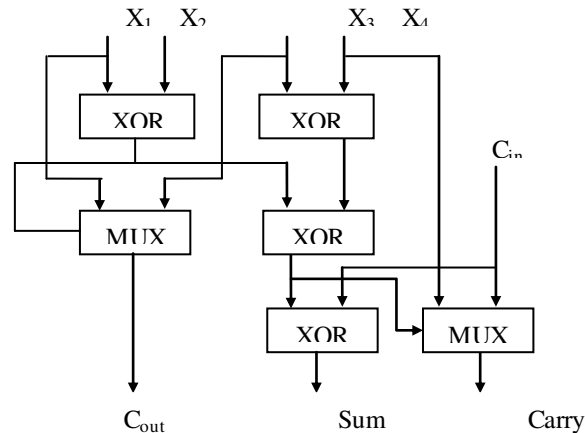 X₁ X₂ X₃ X₄
XOR XOR
Cᵢₙ
MUX XOR
XOR MUX
Cₒᵤₜ Sum Carry